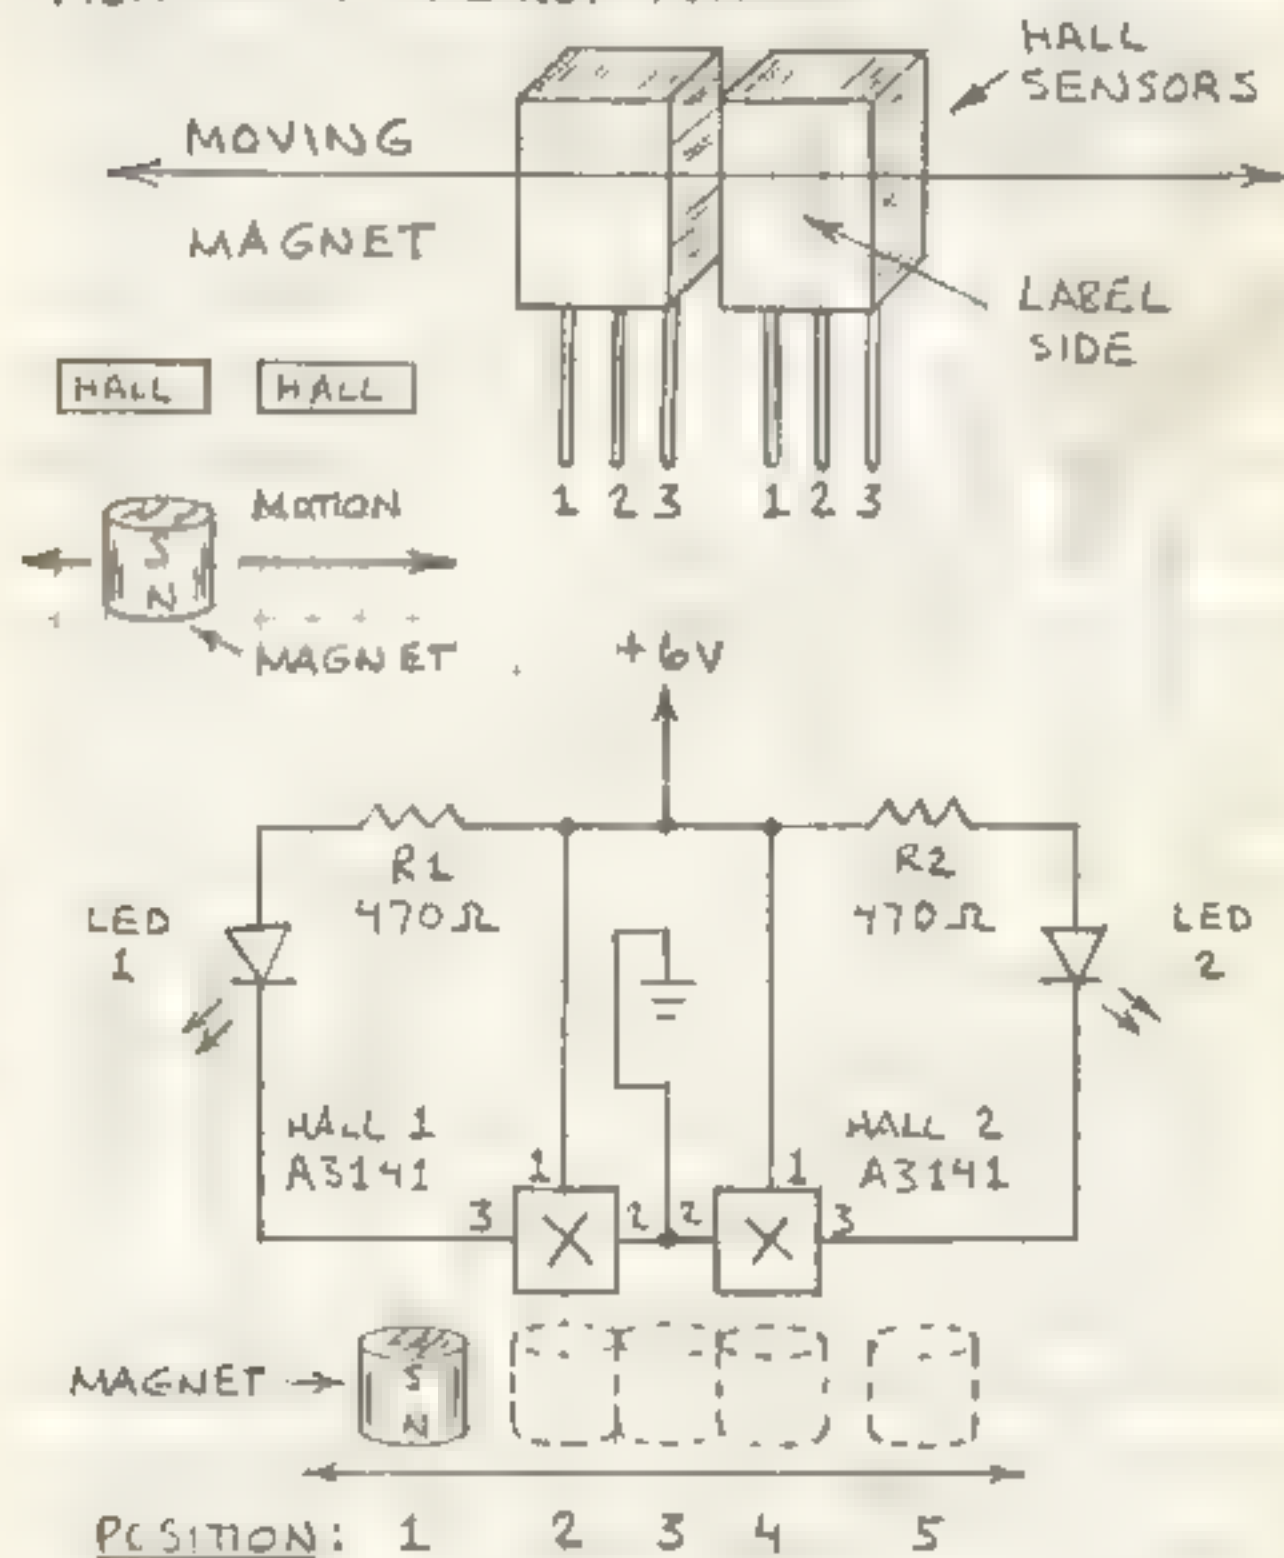 HALL
SENSORS
MOVING
MAGNET
LABEL
SIDE
HALL HALL
1 2 3 1 2 3
MOTION
S
N
MAGNET
+6V
R1
470Ω
R2
470Ω
LED
1
LED
2
HALL 1
A3141
HALL 2
A3141
1 1
3 2 2 3
MAGNET
S
N
POSITION: 1 2 3 4 5